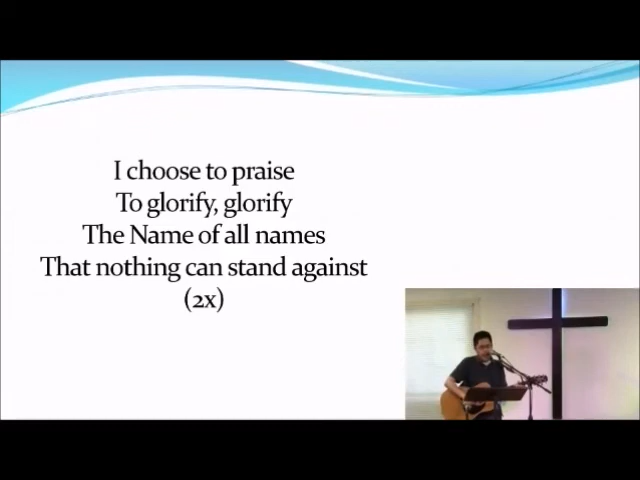 I choose to praise
To glorify, glorify
The Name of all names
That nothing can stand against
(2x)